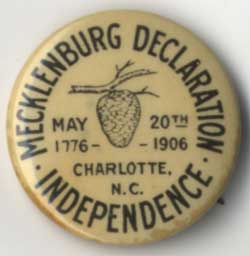 · MECKLENBURG DECLARATION ·
MAY 20TH
1776- -1906
CHARLOTTE,
N.C.
INDEPENDENCE